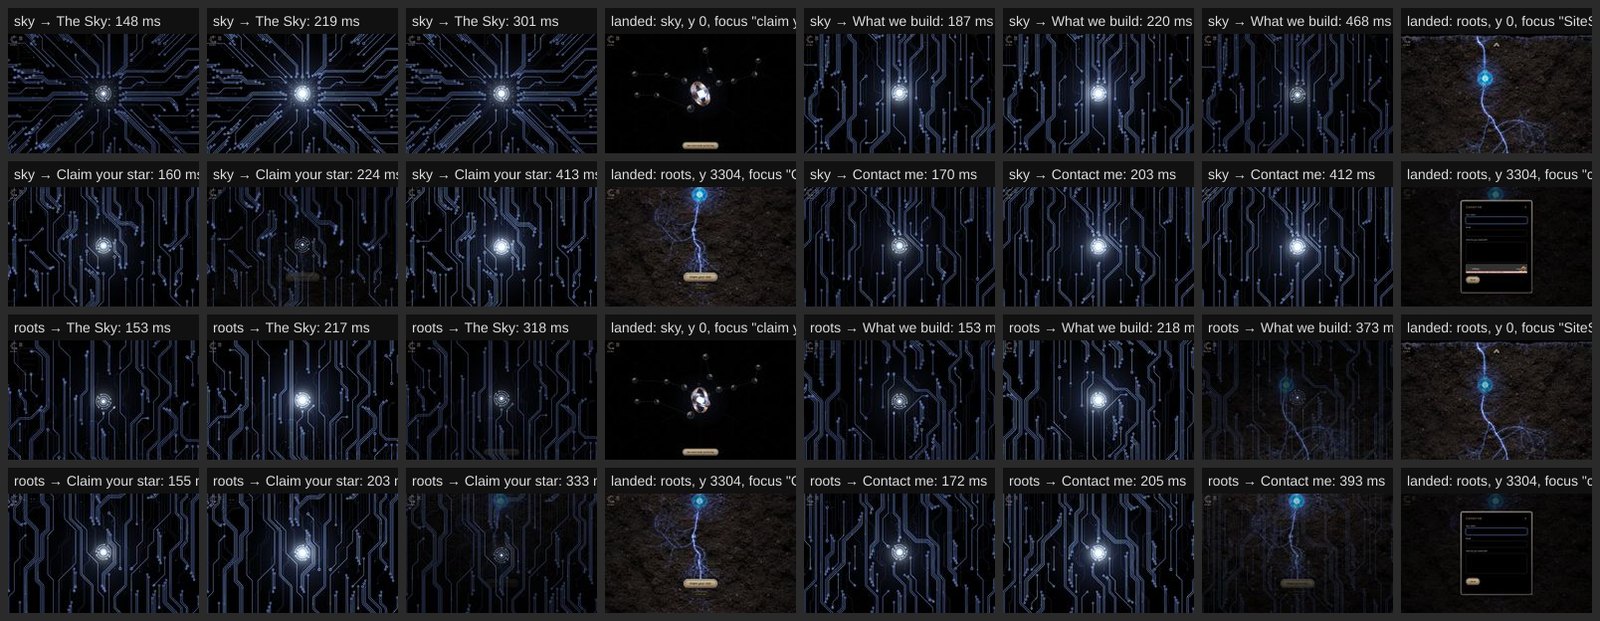 sky → The Sky: 148 ms
sky → The Sky: 219 ms
sky → The Sky: 301 ms
landed: sky, y 0, focus "claim y
sky → What we build: 187 ms
sky → What we build: 220 ms
sky → What we build: 468 ms
landed: roots, y 0, focus "SiteS
sky → Claim your star: 160 ms
sky → Claim your star: 224 ms
sky → Claim your star: 413 ms
landed: roots, y 3304, focus "C
sky → Contact me: 170 ms
sky → Contact me: 203 ms
sky → Contact me: 412 ms
landed: roots, y 3304, focus "c
roots → The Sky: 153 ms
roots → The Sky: 217 ms
roots → The Sky: 318 ms
landed: sky, y 0, focus "claim y
roots → What we build: 153 m
roots → What we build: 218 m
roots → What we build: 373 m
landed: roots, y 0, focus "SiteS
roots → Claim your star: 155 r
roots → Claim your star: 203 r
roots → Claim your star: 333 r
landed: roots, y 3304, focus "C
roots → Contact me: 172 ms
roots → Contact me: 205 ms
roots → Contact me: 393 ms
landed: roots, y 3304, focus "c